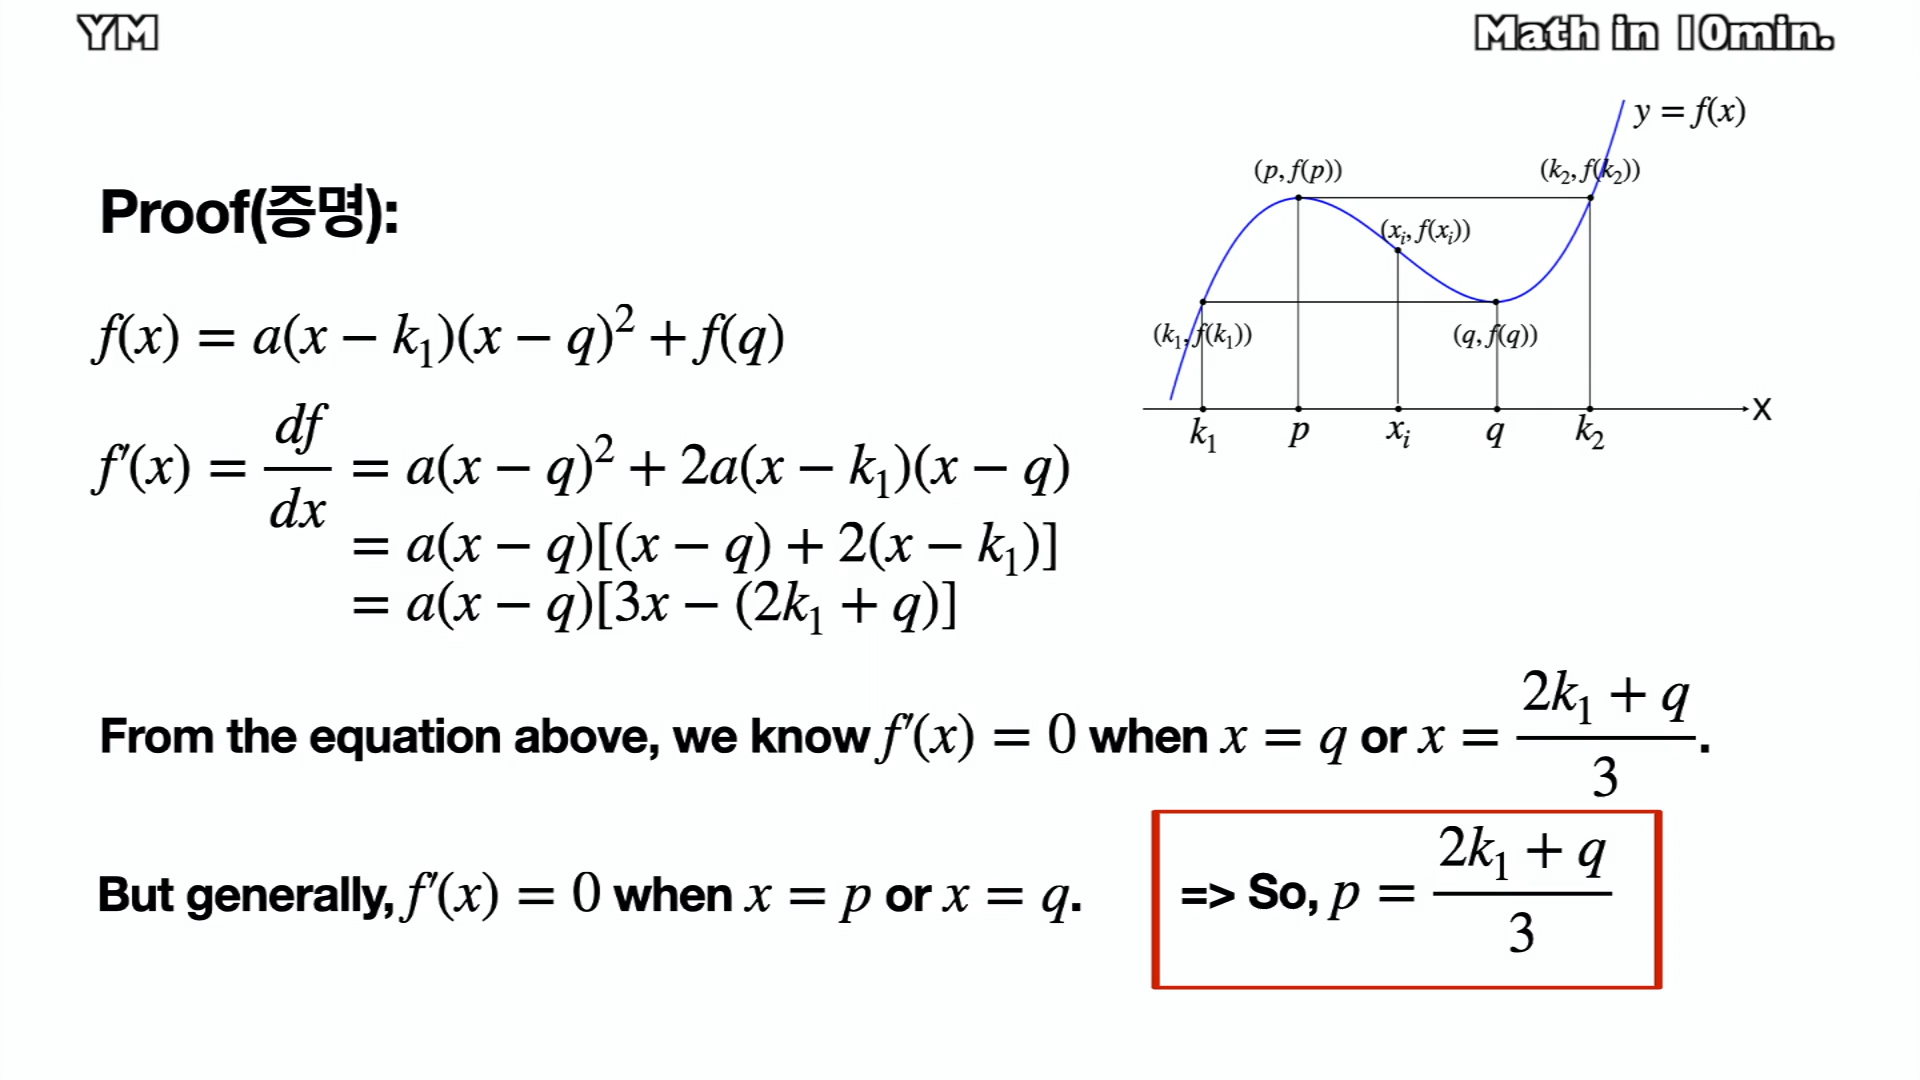 YM
Math in 10min.
y = f(x)
(p, f(p))
(k₂, f(k₂))
(xᵢ, f(xᵢ))
(k₁, f(k₁))
(q, f(q))
k₁ p xᵢ q k₂ X
Proof(증명):
f(x) = a(x − k₁)(x − q)² + f(q)
f′(x) = df/dx = a(x − q)² + 2a(x − k₁)(x − q)
= a(x − q)[(x − q) + 2(x − k₁)]
= a(x − q)[3x − (2k₁ + q)]
From the equation above, we know f′(x) = 0 when x = q or x = (2k₁ + q)/3.
But generally, f′(x) = 0 when x = p or x = q.
=> So, p = (2k₁ + q)/3